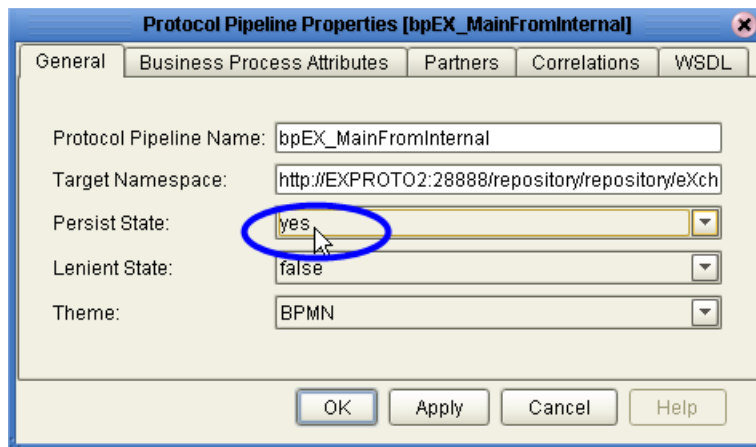 Protocol Pipeline Properties [bpEX_MainFromInternal]
General Business Process Attributes Partners Correlations WSDL
Protocol Pipeline Name: bpEX_MainFromInternal
Target Namespace: http://EXPROTO2:28888/repository/repository/eXch
Persist State: yes
Lenient State: false
Theme: BPMN
OK Apply Cancel Help